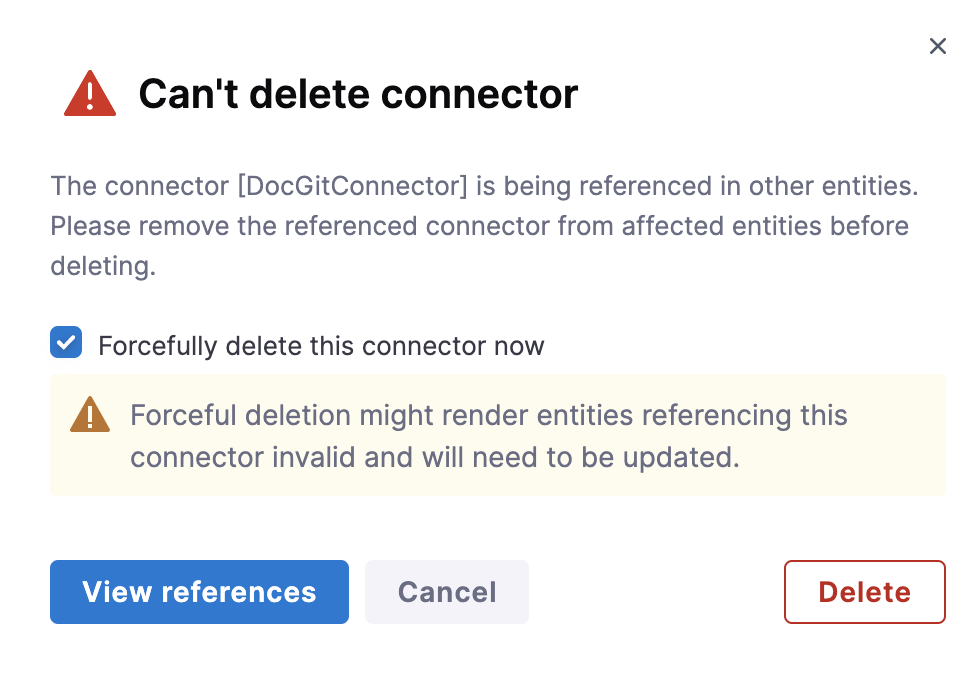 Can't delete connector
The connector [DocGitConnector] is being referenced in other entities.
Please remove the referenced connector from affected entities before
deleting.
Forcefully delete this connector now
Forceful deletion might render entities referencing this
connector invalid and will need to be updated.
View references
Cancel
Delete